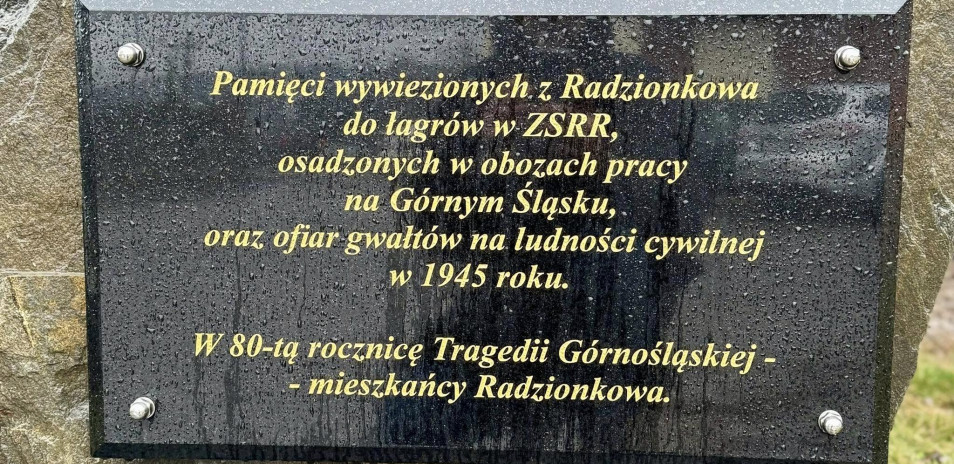 Pamięci wywiezionych z Radzionkowa
do łagrów w ZSRR,
osadzonych w obozach pracy
na Górnym Śląsku,
oraz ofiar gwałtów na ludności cywilnej
w 1945 roku.
W 80-tą rocznicę Tragedii Górnośląskiej -
- mieszkańcy Radzionkowa.